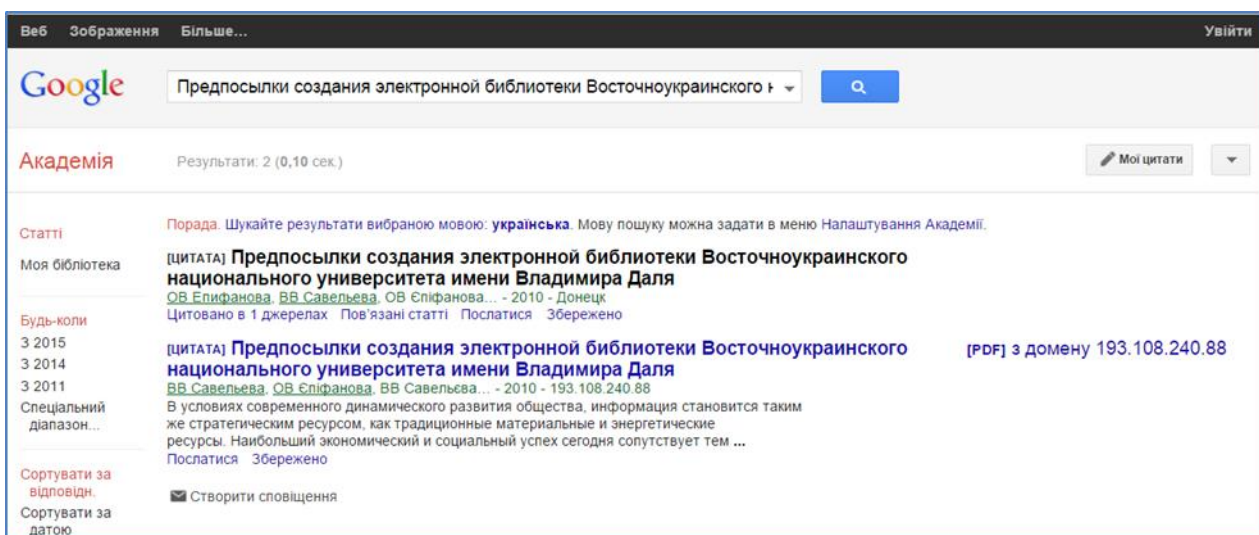 Веб Зображення Більше... Увійти
Google
Предпосылки создания электронной библиотеки Восточноукраинского н
Академія
Результати: 2 (0,10 сек.)
Мої цитати
Статті
Моя бібліотека
Будь-коли
З 2015
З 2014
З 2011
Спеціальний
діапазон...
Сортувати за
відповідн.
Сортувати за
датою
Порада. Шукайте результати вибраною мовою: українська. Мову пошуку можна задати в меню Налаштування Академії.
[ЦИТАТА] Предпосылки создания электронной библиотеки Восточноукраинского
национального университета имени Владимира Даля
ОВ Епифанова, ВВ Савельева, ОВ Єпіфанова... - 2010 - Донецк
Цитовано в 1 джерелах Пов'язані статті Послатися Збережено
[ЦИТАТА] Предпосылки создания электронной библиотеки Восточноукраинского
национального университета имени Владимира Даля
[PDF] з домену 193.108.240.88
ВВ Савельева, ОВ Єпіфанова, ВВ Савельєва... - 2010 - 193.108.240.88
В условиях современного динамического развития общества, информация становится таким
же стратегическим ресурсом, как традиционные материальные и энергетические
ресурсы. Наибольший экономический и социальный успех сегодня сопутствует тем ...
Послатися Збережено
Створити сповіщення